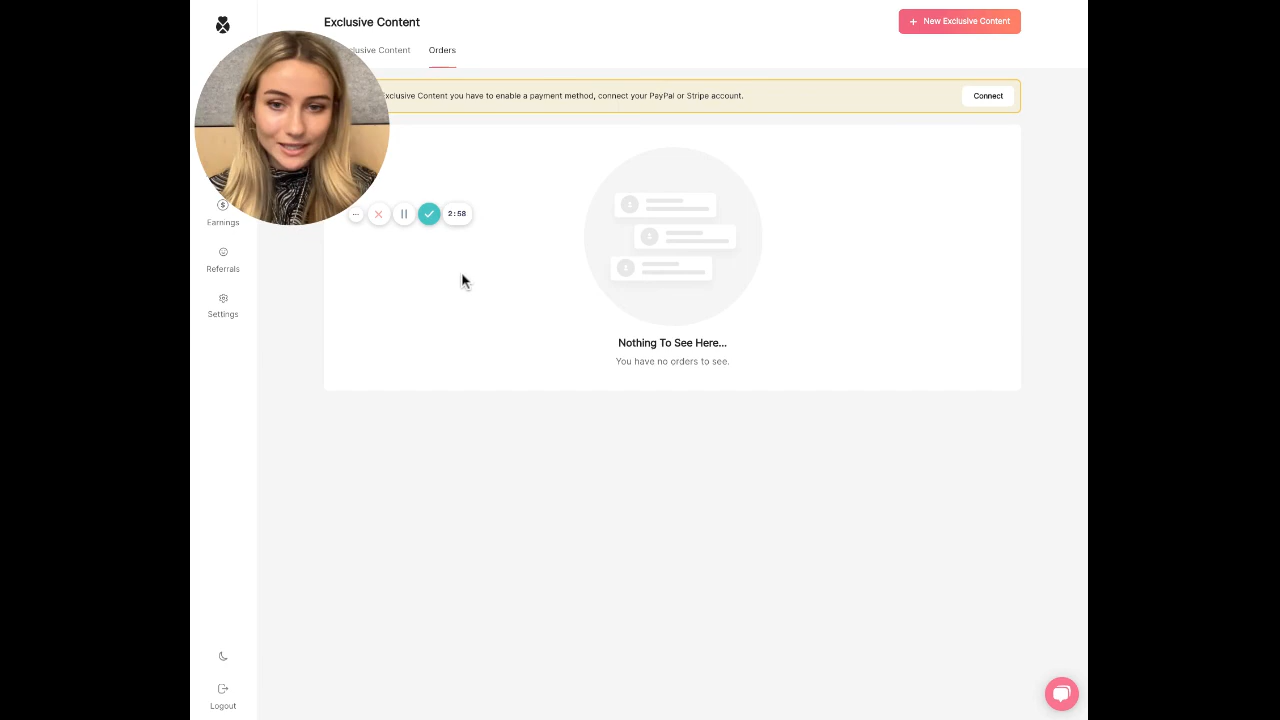 Exclusive Content
+ New Exclusive Content
Content
Orders
Exclusive Content you have to enable a payment method, connect your PayPal or Stripe account.
Connect
2:58
Earnings
Referrals
Settings
Nothing To See Here...
You have no orders to see.
Logout